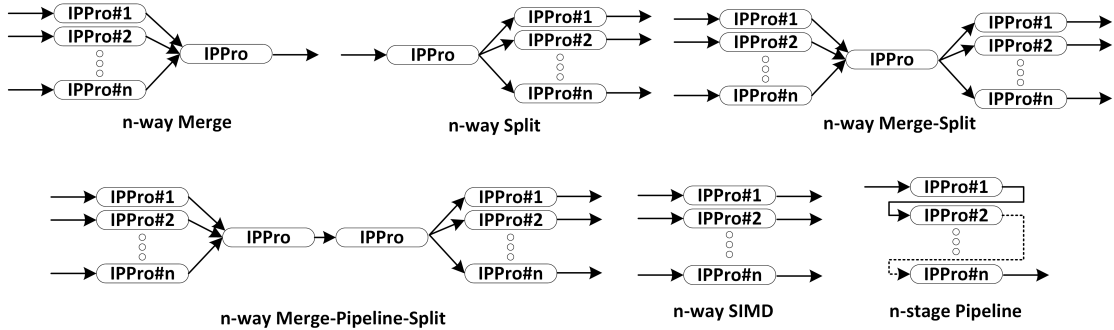 IPPro#1
IPPro#2
IPPro#n
IPPro
n-way Merge
IPPro
IPPro#1
IPPro#2
IPPro#n
n-way Split
IPPro#1
IPPro#2
IPPro#n
IPPro
IPPro#1
IPPro#2
IPPro#n
n-way Merge-Split
IPPro#1
IPPro#2
IPPro#n
IPPro
IPPro
IPPro#1
IPPro#2
IPPro#n
n-way Merge-Pipeline-Split
IPPro#1
IPPro#2
IPPro#n
n-way SIMD
IPPro#1
IPPro#2
IPPro#n
n-stage Pipeline